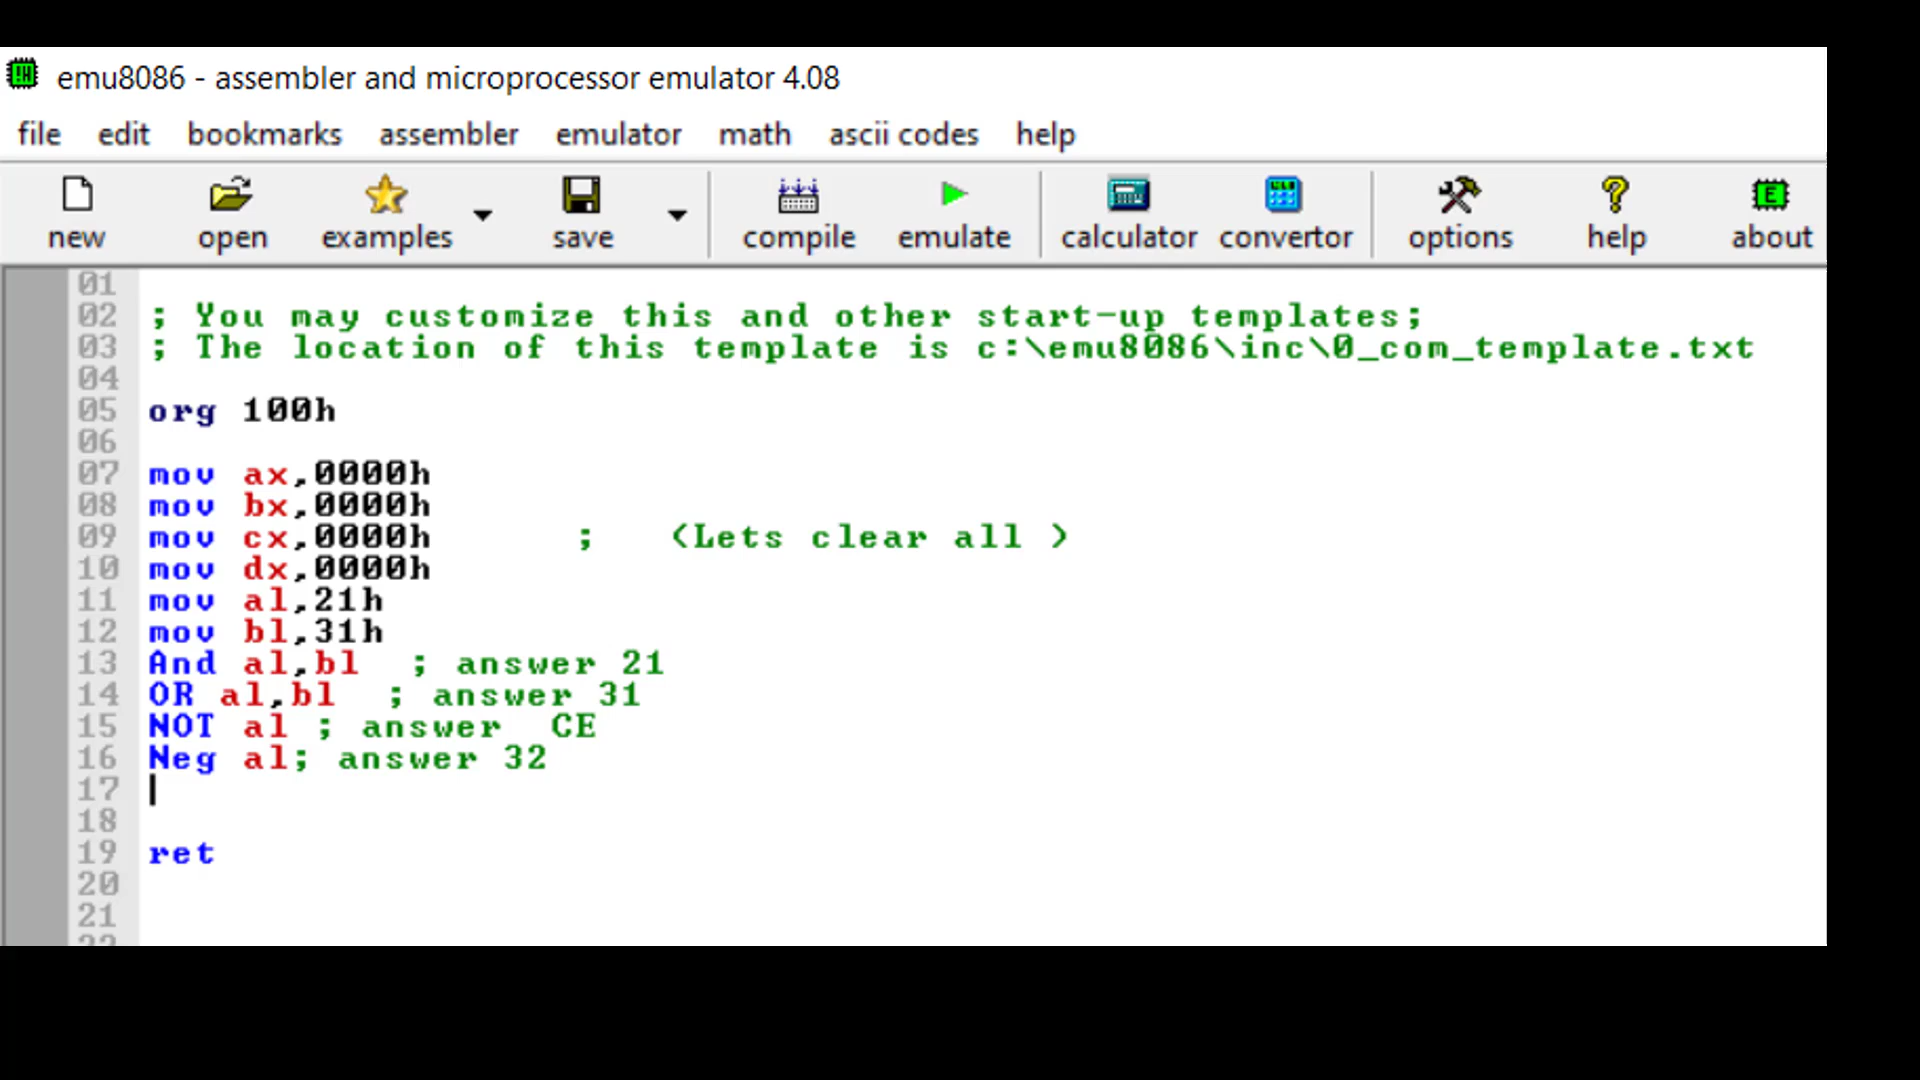 emu8086 - assembler and microprocessor emulator 4.08
file edit bookmarks assembler emulator math ascii codes help
new open examples save compile emulate calculator convertor options help about
01
02 ; You may customize this and other start-up templates;
03 ; The location of this template is c:\emu8086\inc\0_com_template.txt
04
05 org 100h
06
07 mov ax,0000h
08 mov bx,0000h
09 mov cx,0000h ; (Lets clear all )
10 mov dx,0000h
11 mov al,21h
12 mov bl,31h
13 And al,bl ; answer 21
14 OR al,bl ; answer 31
15 NOT al ; answer CE
16 Neg al; answer 32
17
18
19 ret
20
21